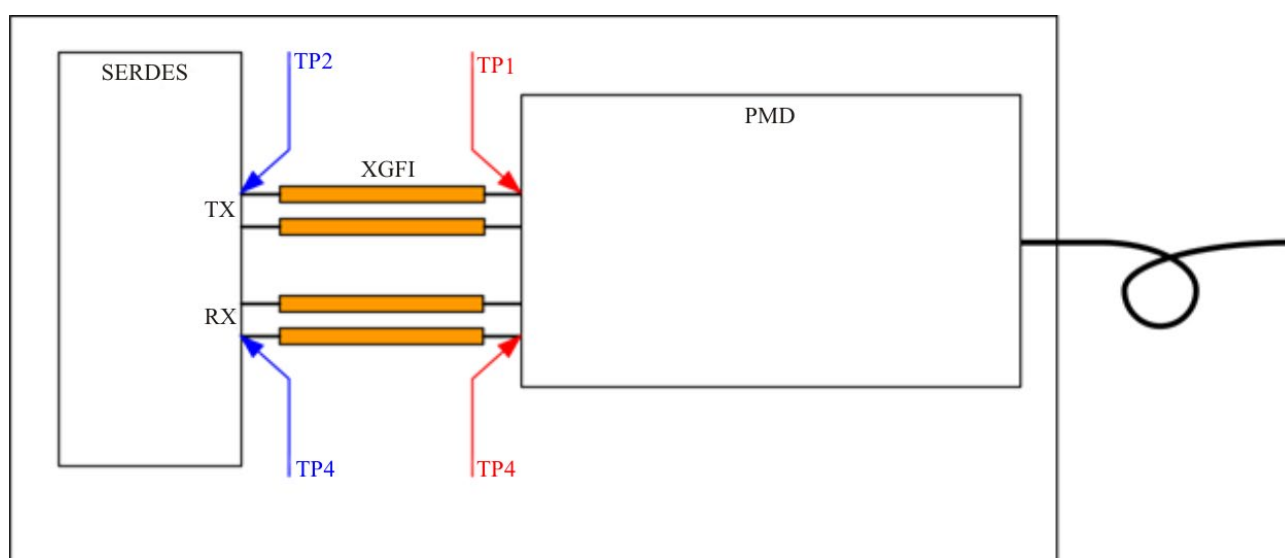 SERDES
TP2
TP1
PMD
XGFI
TX
RX
TP4
TP4